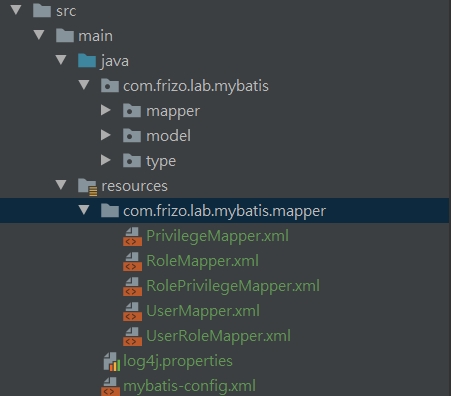 src
main
java
com.frizo.lab.mybatis
mapper
model
type
resources
com.frizo.lab.mybatis.mapper
PrivilegeMapper.xml
RoleMapper.xml
RolePrivilegeMapper.xml
UserMapper.xml
UserRoleMapper.xml
log4j.properties
mybatis-config.xml